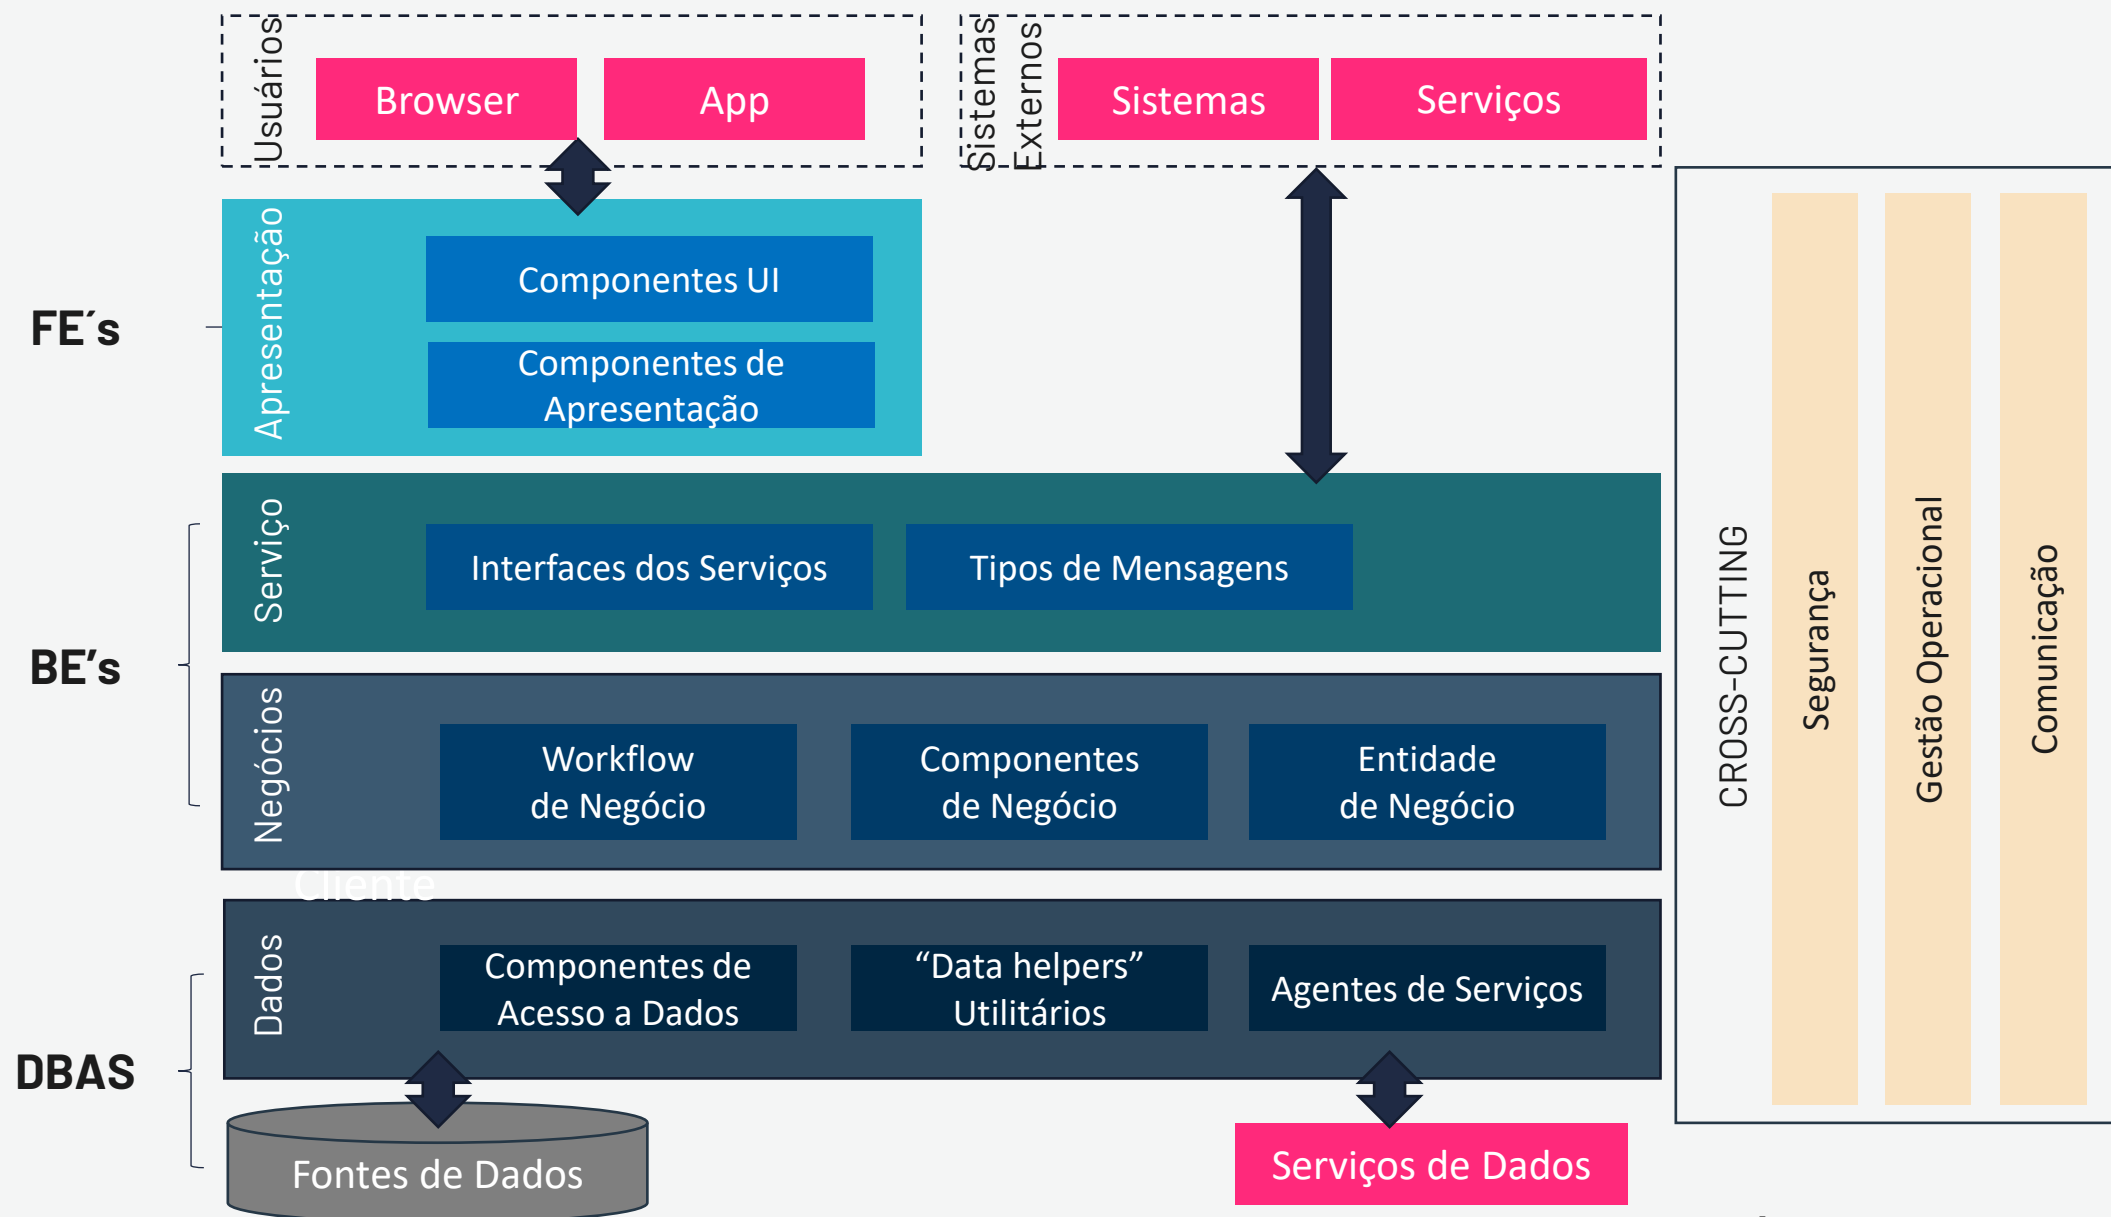 Usuários
Browser
App
Sistemas
Externos
Sistemas
Serviços
FE´s
Apresentação
Componentes UI
Componentes de
Apresentação
BE’s
Serviço
Interfaces dos Serviços
Tipos de Mensagens
Negócios
Workflow
de Negócio
Componentes
de Negócio
Entidade
de Negócio
Cliente
DBAS
Dados
Componentes de
Acesso a Dados
“Data helpers”
Utilitários
Agentes de Serviços
Fontes de Dados
Serviços de Dados
CROSS-CUTTING
Segurança
Gestão Operacional
Comunicação